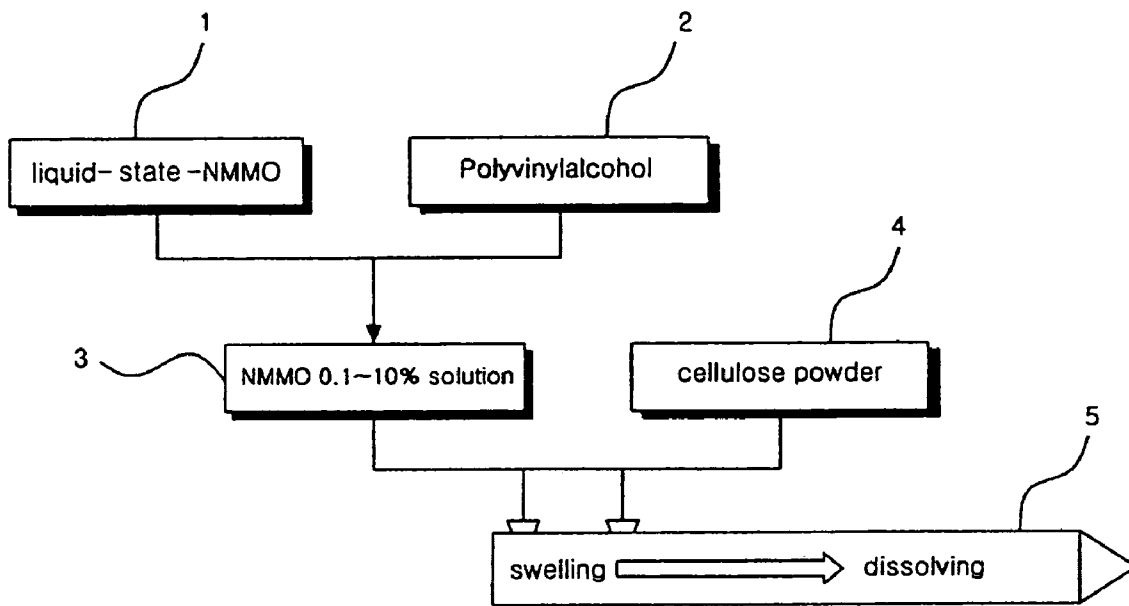 1
2
liquid-state-NMMO
Polyvinylalcohol
4
3
NMMO 0.1~10% solution
cellulose powder
5
swelling
dissolving